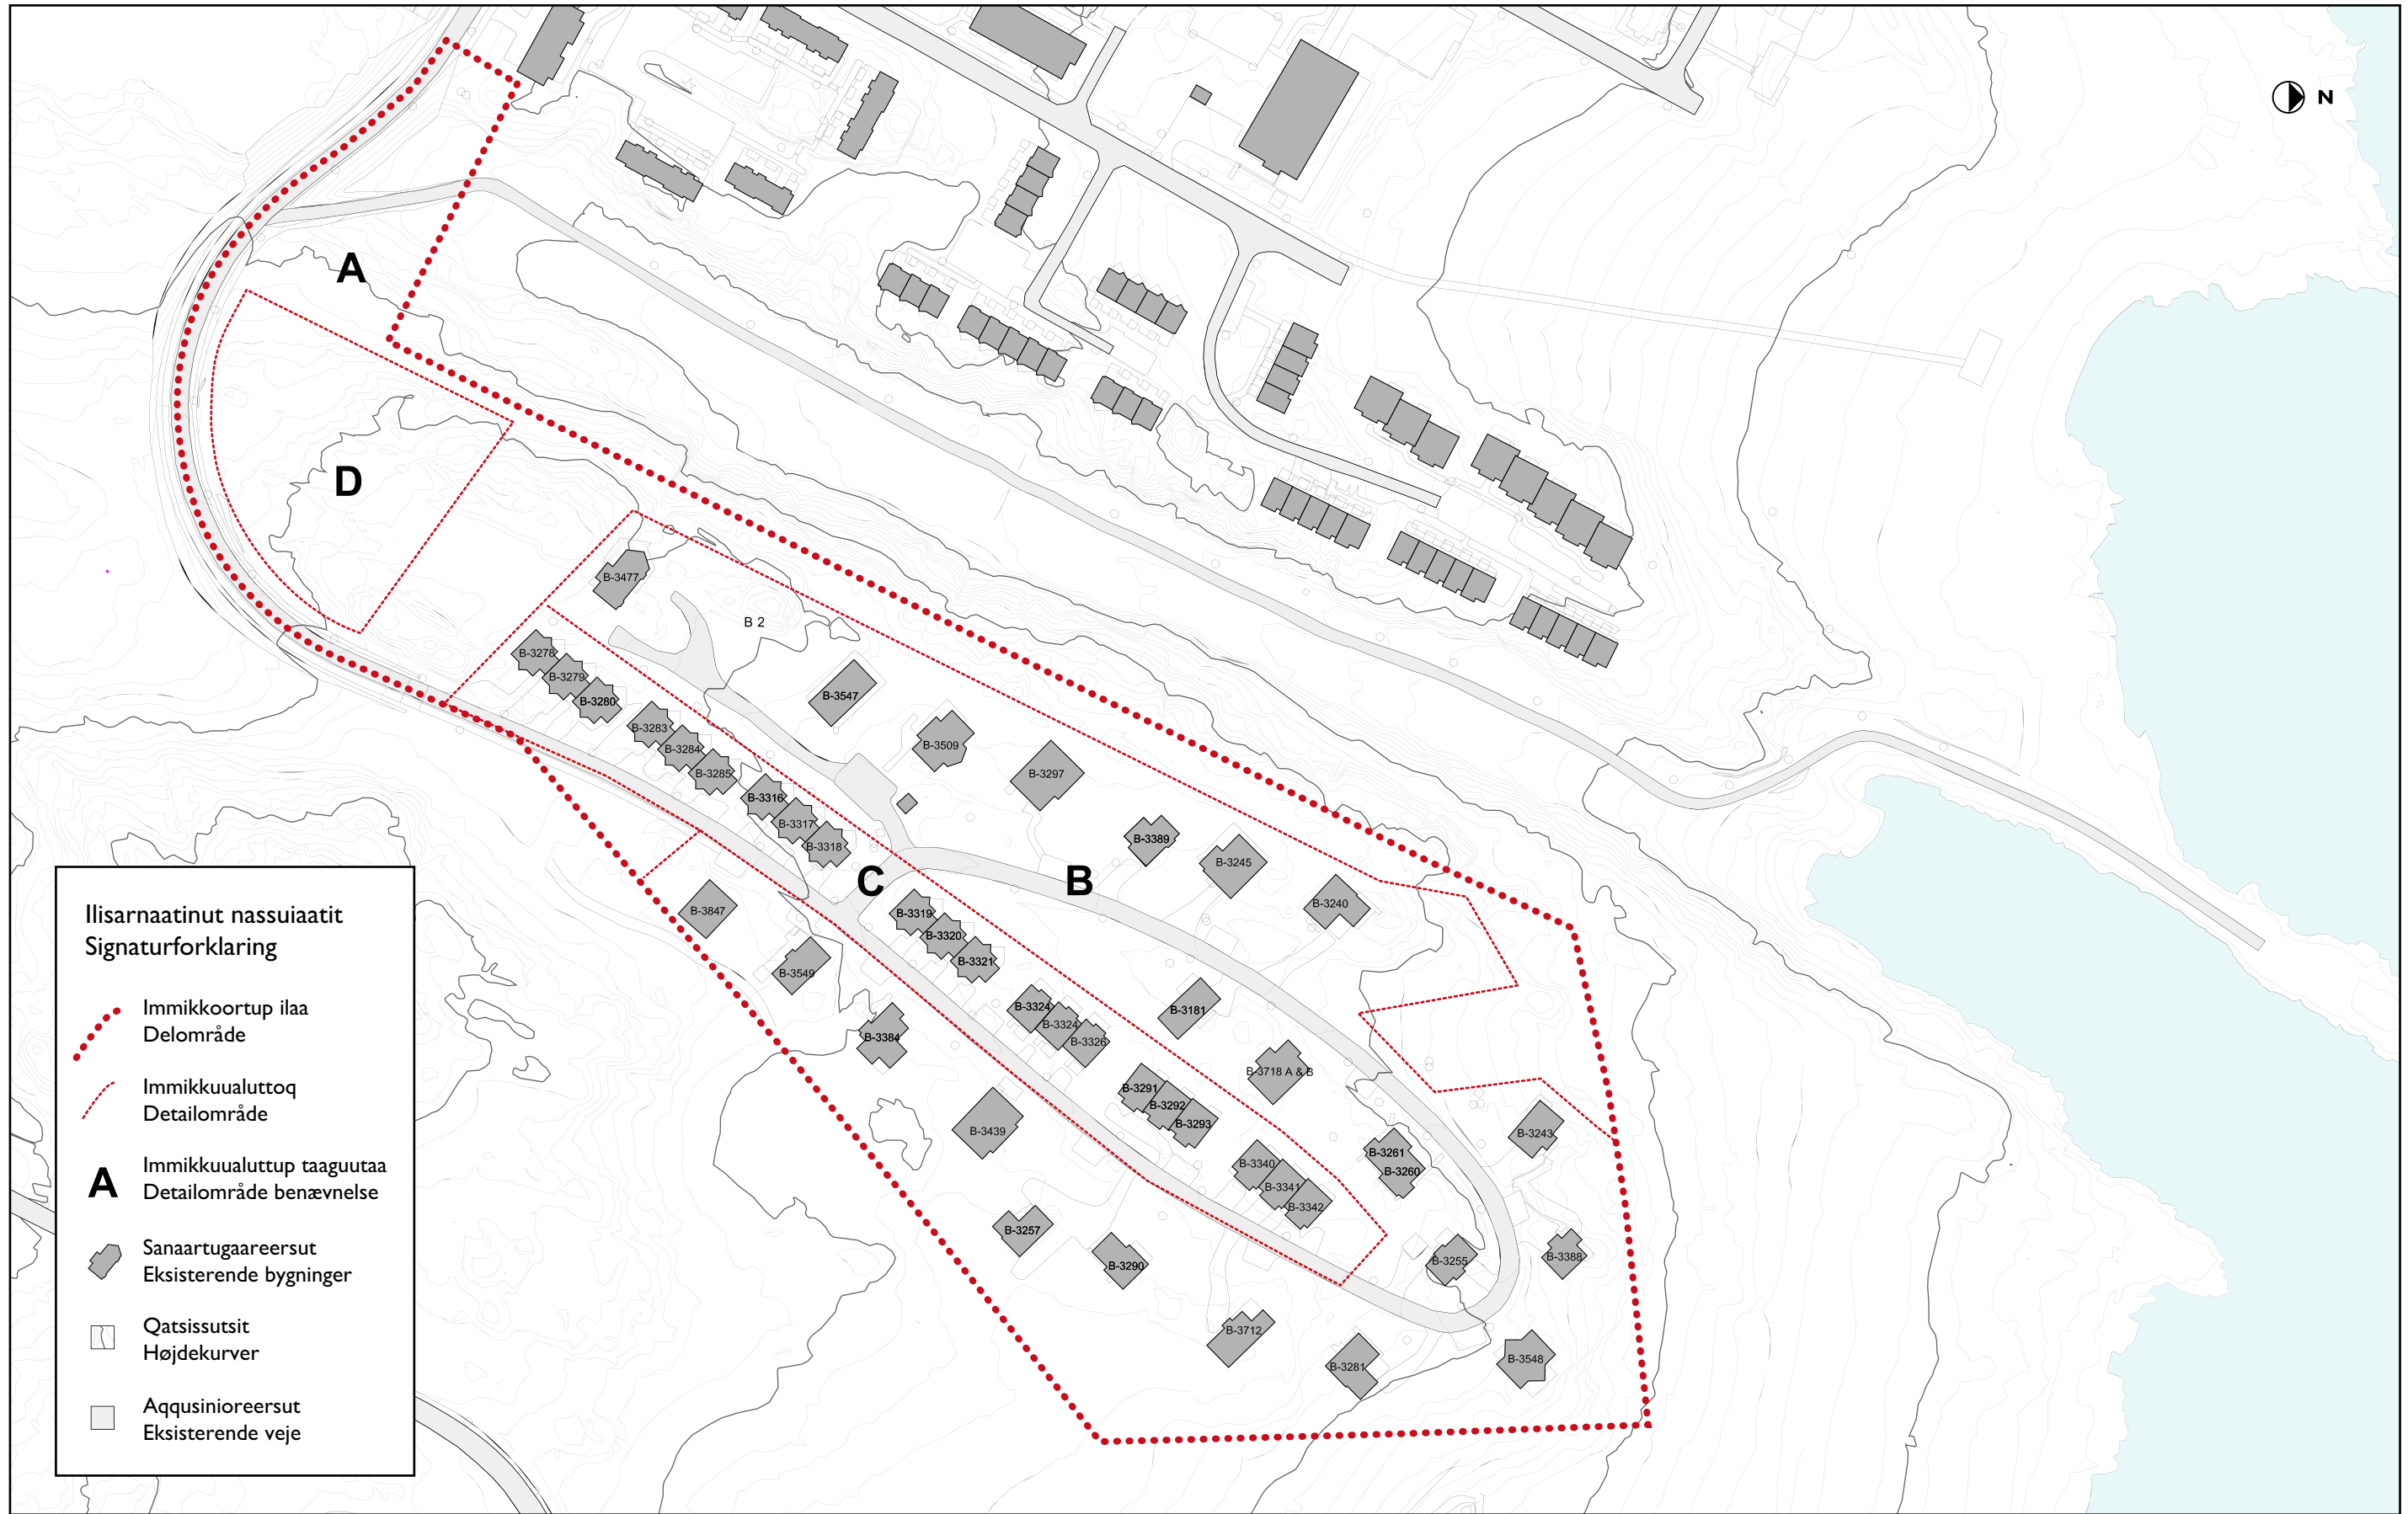 N
A
D
B-3477
B 2
B-3278
B-3279
B-3280
B-3547
B-3283
B-3284
B-3285
B-3509
B-3297
B-3316
B-3317
B-3318
B-3389
B-3245
C
B
B-3240
B-3847
B-3319
B-3320
B-3321
B-3549
B-3324
B-3324
B-3326
B-3181
B-3384
B-3718 A & B
B-3291
B-3292
B-3293
B-3439
B-3243
B-3261
B-3260
B-3340
B-3341
B-3342
B-3257
B-3290
B-3255
B-3388
B-3712
B-3281
B-3548
Ilisarnaatinut nassuiaatit
Signaturforklaring
Immikkoortup ilaa
Delområde
Immikkuualuttoq
Detailområde
A
Immikkuualuttup taaguutaa
Detailområde benævnelse
Sanaartugaareersut
Eksisterende bygninger
Qatsissutsit
Højdekurver
Aqqusinioreersut
Eksisterende veje